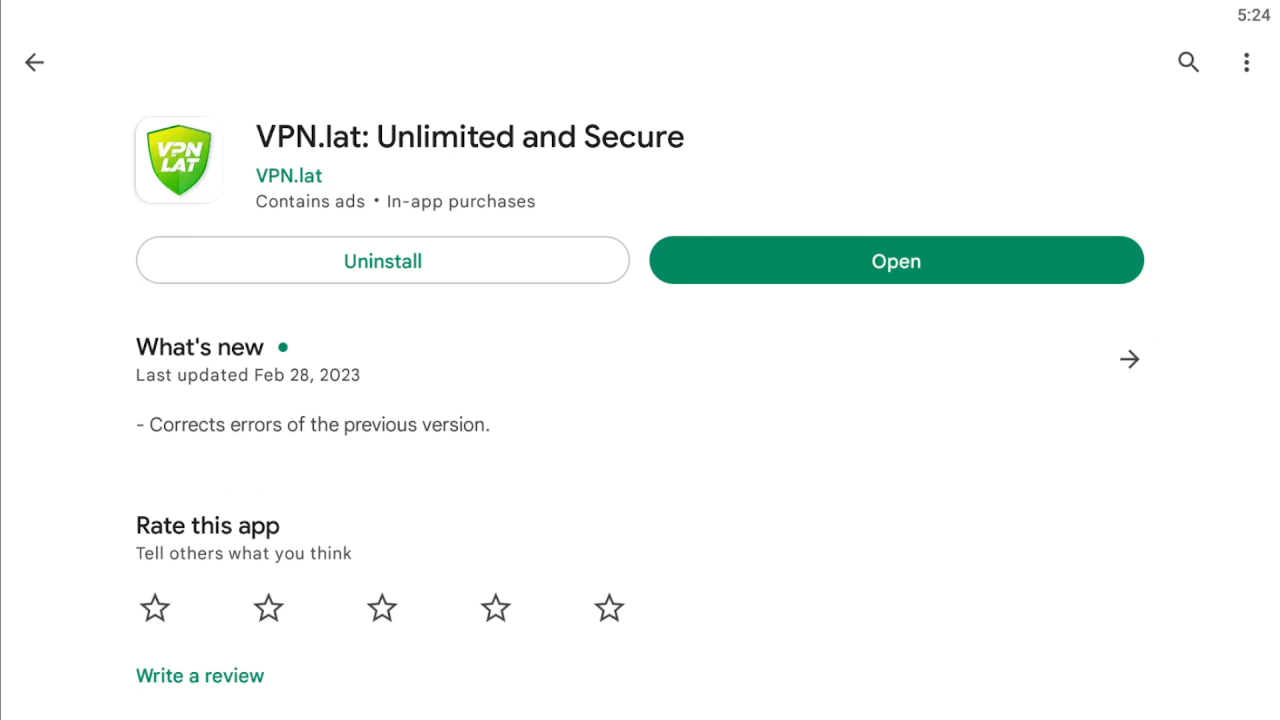 5:24
VPN
LAT
VPN.lat: Unlimited and Secure
VPN.lat
Contains ads • In-app purchases
Uninstall
Open
What's new
Last updated Feb 28, 2023
- Corrects errors of the previous version.
Rate this app
Tell others what you think
Write a review